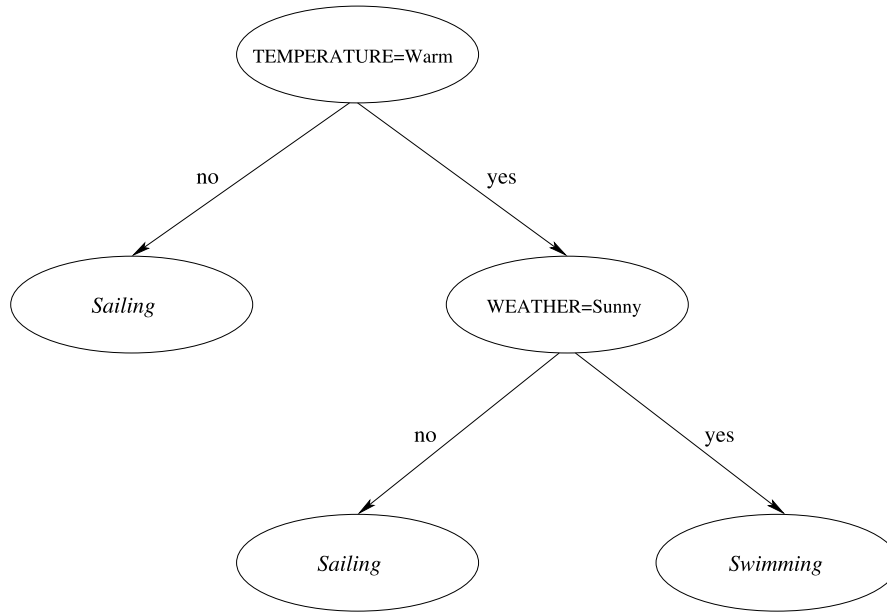 TEMPERATURE=Warm
no
yes
Sailing
WEATHER=Sunny
no
yes
Sailing
Swimming